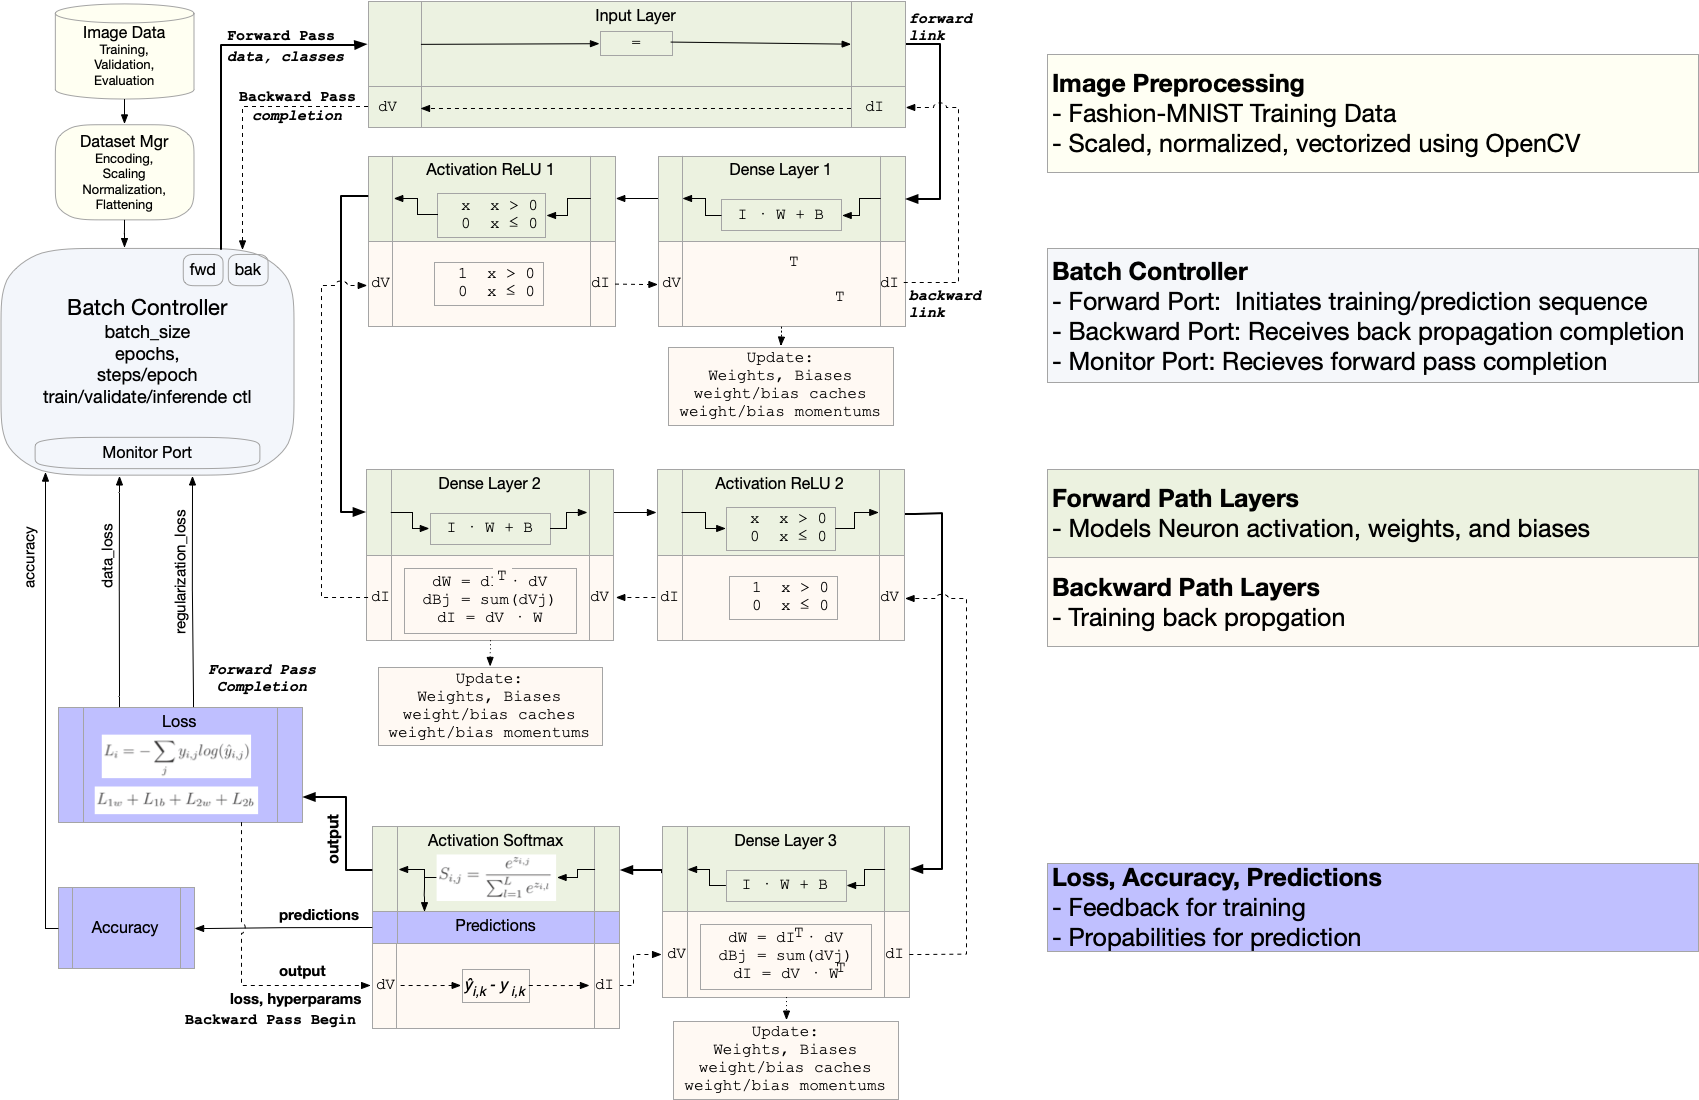 Image Data
Training,
Validation,
Evaluation
Dataset Mgr
Encoding,
Scaling
Normalization,
Flattening
fwd
bak
Batch Controller
batch_size
epochs,
steps/epoch
train/validate/inferende ctl
Monitor Port
Forward Pass
data, classes
Backward Pass
completion
Input Layer
=
dV
dI
forward
link
Activation ReLU 1
x x > 0
0 x ≤ 0
dV
1 x > 0
0 x ≤ 0
dI
Dense Layer 1
I · W + B
dV
T
T
dI
backward
link
Update:
Weights, Biases
weight/bias caches
weight/bias momentums
Dense Layer 2
I · W + B
dI
dW = dI T · dV
dBj = sum(dVj)
dI = dV · W
dV
Update:
Weights, Biases
weight/bias caches
weight/bias momentums
Activation ReLU 2
x x > 0
0 x ≤ 0
dI
1 x > 0
0 x ≤ 0
dV
accuracy
data_loss
regularization_loss
Forward Pass
Completion
Loss
L_i = -∑_j y_{i,j}log(ŷ_{i,j})
L_{1w} + L_{1b} + L_{2w} + L_{2b}
output
Accuracy
predictions
output
loss, hyperparams
Backward Pass Begin
Activation Softmax
S_{i,j} = e^{z_{i,j}} / ∑_{l=1}^{L} e^{z_{i,l}}
Predictions
dV
ŷ_{i,k} - y_{i,k}
dI
Dense Layer 3
I · W + B
dV
dW = dI^T · dV
dBj = sum(dVj)
dI = dV · W^T
dI
Update:
Weights, Biases
weight/bias caches
weight/bias momentums
Image Preprocessing
- Fashion-MNIST Training Data
- Scaled, normalized, vectorized using OpenCV
Batch Controller
- Forward Port: Initiates training/prediction sequence
- Backward Port: Receives back propagation completion
- Monitor Port: Recieves forward pass completion
Forward Path Layers
- Models Neuron activation, weights, and biases
Backward Path Layers
- Training back propgation
Loss, Accuracy, Predictions
- Feedback for training
- Propabilities for prediction